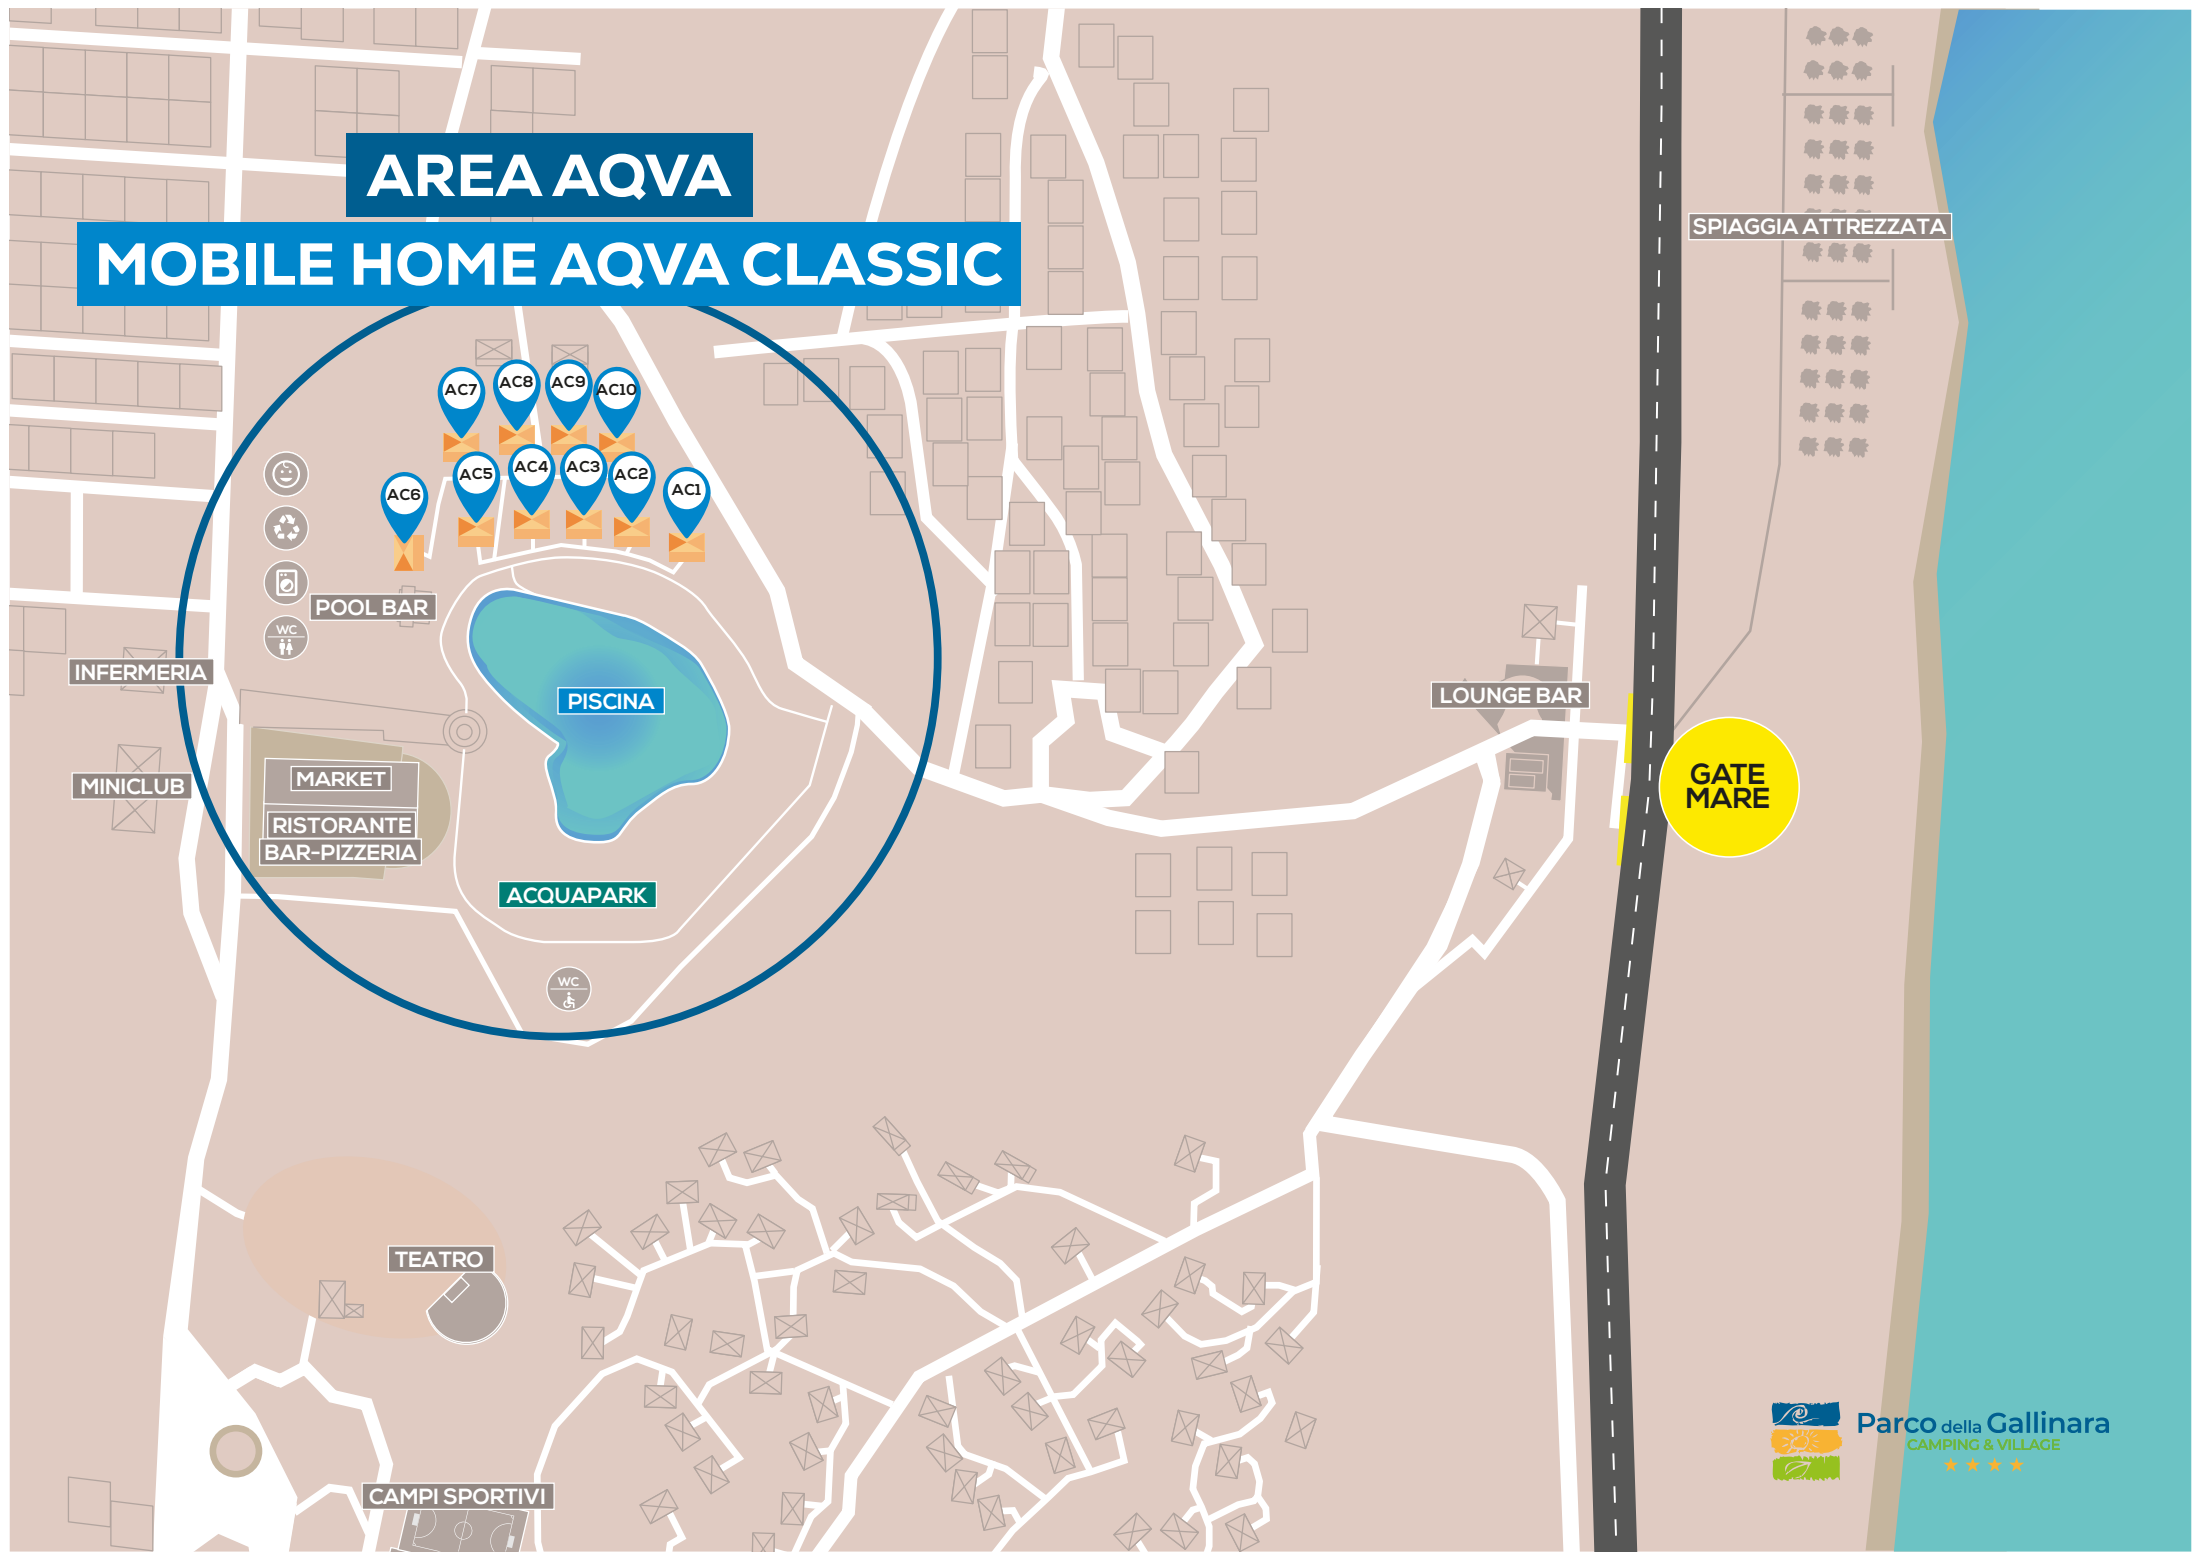 AREA AQVA
MOBILE HOME AQVA CLASSIC
SPIAGGIA ATTREZZATA
AC7
AC8
AC9
AC10
AC6
AC5
AC4
AC3
AC2
AC1
POOL BAR
WC
INFERMERIA
PISCINA
LOUNGE BAR
MARKET
MINICLUB
RISTORANTE
BAR-PIZZERIA
GATE
MARE
ACQUAPARK
WC
TEATRO
CAMPI SPORTIVI
Parco della Gallinara
CAMPING & VILLAGE